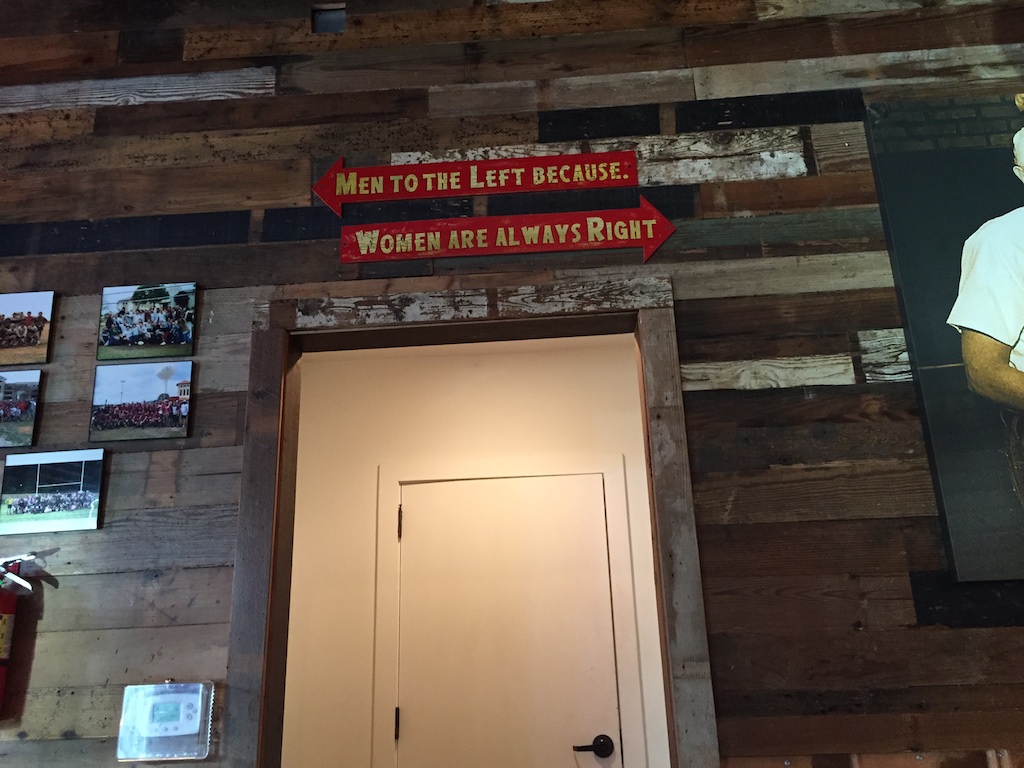 MEN TO THE LEFT BECAUSE.
WOMEN ARE ALWAYS RIGHT